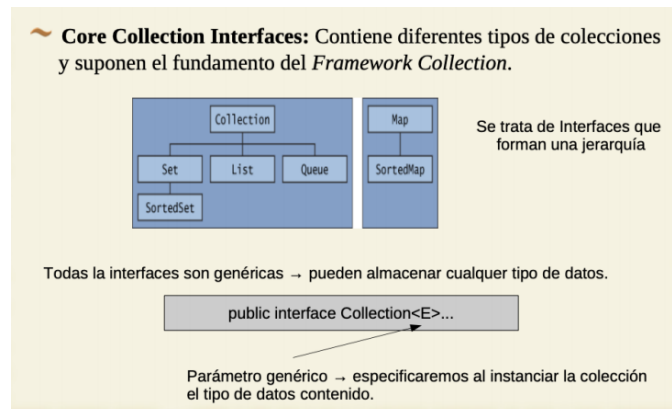 ~ Core Collection Interfaces: Contiene diferentes tipos de colecciones
y suponen el fundamento del Framework Collection.
Collection
Set List Queue
SortedSet
Map
SortedMap
Se trata de Interfaces que
forman una jerarquía
Todas la interfaces son genéricas → pueden almacenar cualquer tipo de datos.
public interface Collection<E>...
Parámetro genérico → especificaremos al instanciar la colección
el tipo de datos contenido.